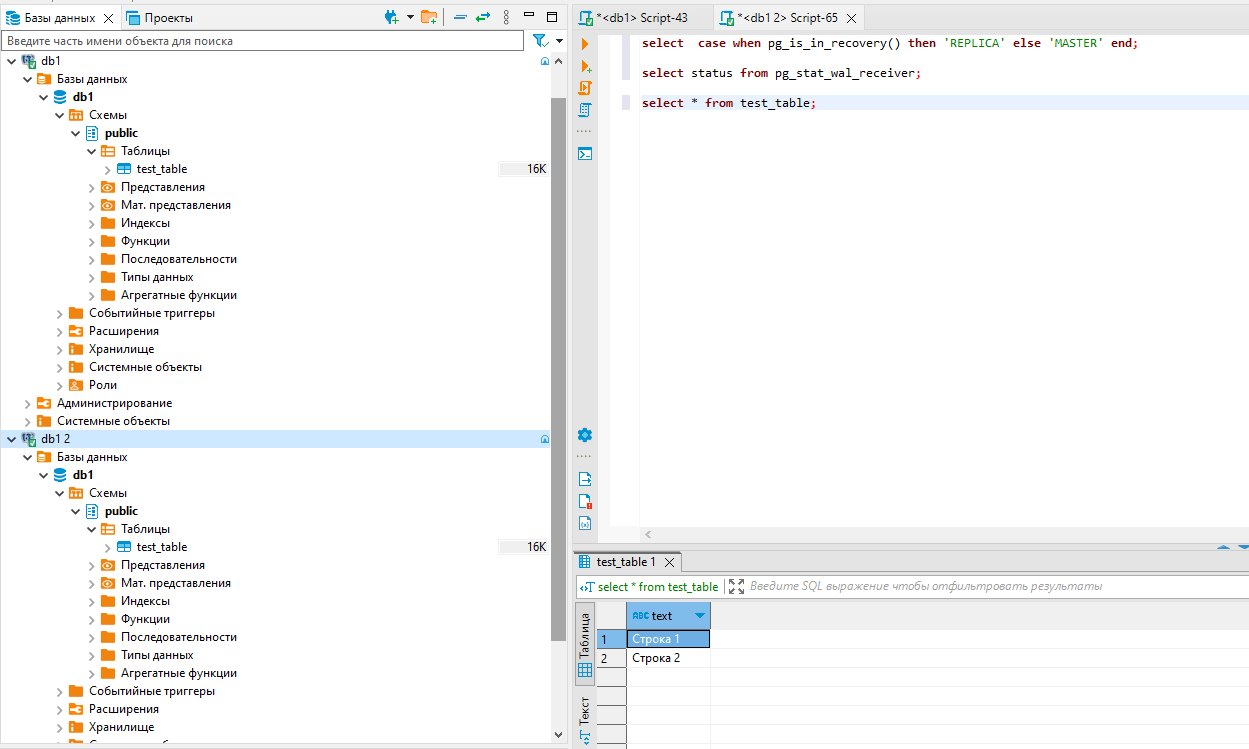 Базы данных
Проекты
Введите часть имени объекта для поиска
db1
Базы данных
db1
Схемы
public
Таблицы
test_table 16K
Представления
Мат. представления
Индексы
Функции
Последовательности
Типы данных
Агрегатные функции
Событийные триггеры
Расширения
Хранилище
Системные объекты
Роли
Администрирование
Системные объекты
db1 2
Базы данных
db1
Схемы
public
Таблицы
test_table 16K
Представления
Мат. представления
Индексы
Функции
Последовательности
Типы данных
Агрегатные функции
Событийные триггеры
Расширения
Хранилище
*<db1> Script-43
*<db1 2> Script-65
select  case when pg_is_in_recovery() then 'REPLICA' else 'MASTER' end;
select status from pg_stat_wal_receiver;
select * from test_table;
test_table 1
select * from test_table
Введите SQL выражение чтобы отфильтровать результаты
Таблица
Текст
ABC text
1 Строка 1
2 Строка 2